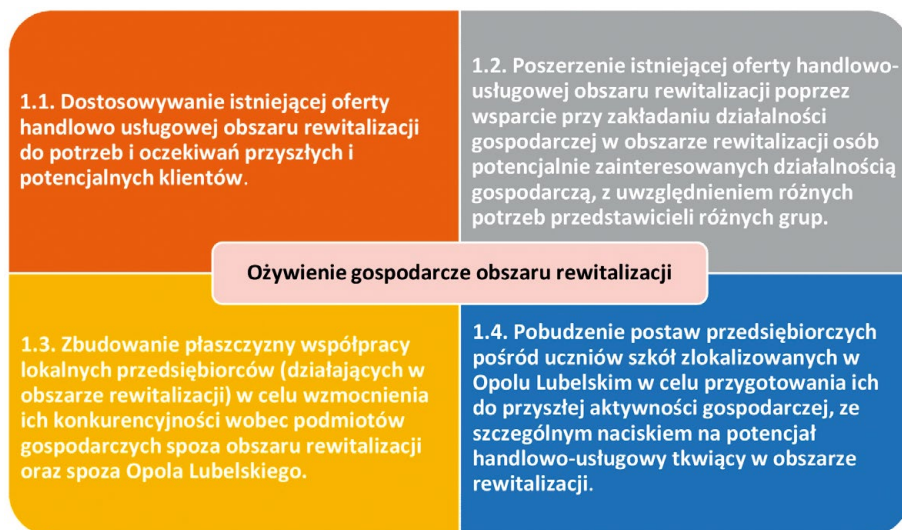 1.1. Dostosowywanie istniejącej oferty
handlowo usługowej obszaru rewitalizacji
do potrzeb i oczekiwań przyszłych i
potencjalnych klientów.
1.2. Poszerzenie istniejącej oferty handlowo-
usługowej obszaru rewitalizacji poprzez
wsparcie przy zakładaniu działalności
gospodarczej w obszarze rewitalizacji osób
potencjalnie zainteresowanych działalnością
gospodarczą, z uwzględnieniem różnych
potrzeb przedstawicieli różnych grup.
Ożywienie gospodarcze obszaru rewitalizacji
1.3. Zbudowanie płaszczyzny współpracy
lokalnych przedsiębiorców (działających w
obszarze rewitalizacji) w celu wzmocnienia
ich konkurencyjności wobec podmiotów
gospodarczych spoza obszaru rewitalizacji
oraz spoza Opola Lubelskiego.
1.4. Pobudzenie postaw przedsiębiorczych
pośród uczniów szkół zlokalizowanych w
Opolu Lubelskim w celu przygotowania ich
do przyszłej aktywności gospodarczej, ze
szczególnym naciskiem na potencjał
handlowo-usługowy tkwiący w obszarze
rewitalizacji.